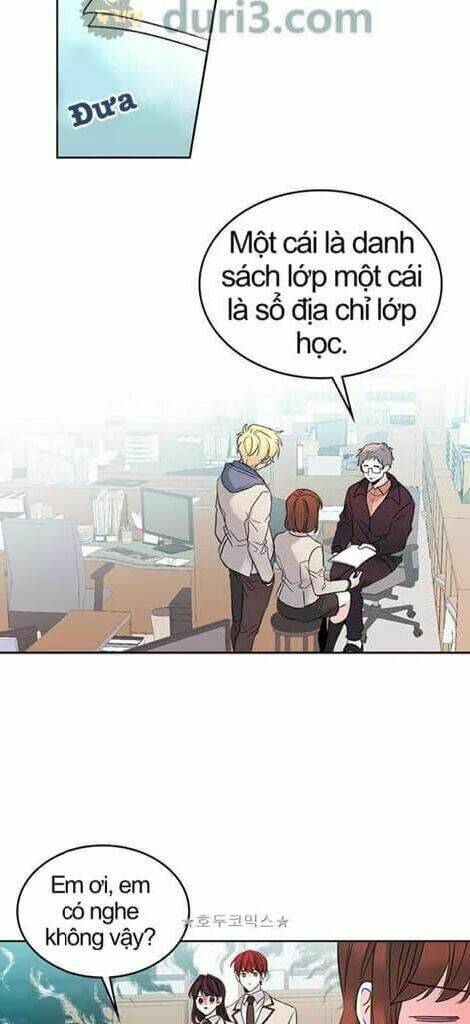 duri3.com
Đưa
Một cái là danh
sách lớp một cái
là sổ địa chỉ lớp
học.
Em ơi, em
có nghe
không vậy?
★호두코믹스★